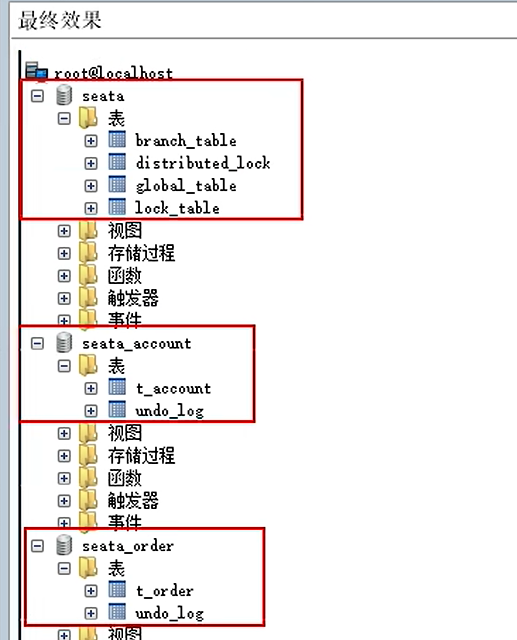 最终效果
root@localhost
seata
表
branch_table
distributed_lock
global_table
lock_table
视图
存储过程
函数
触发器
事件
seata_account
表
t_account
undo_log
视图
存储过程
函数
触发器
事件
seata_order
表
t_order
undo_log
视图